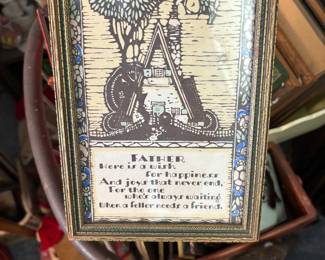 FATHER
Here is a wish
for happiness
And joys that never end,
For the one
who's always waiting
When a feller needs a friend.